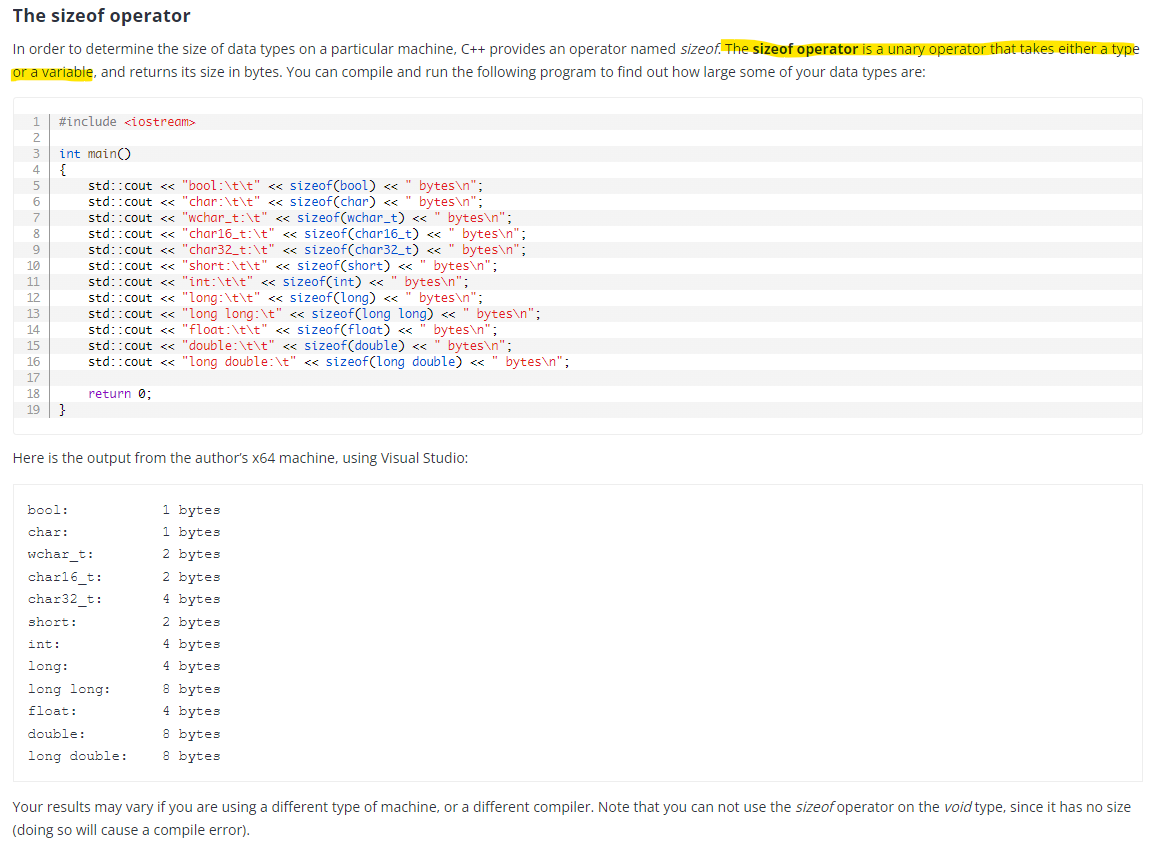 The sizeof operator
In order to determine the size of data types on a particular machine, C++ provides an operator named sizeof. The sizeof operator is a unary operator that takes either a type
or a variable, and returns its size in bytes. You can compile and run the following program to find out how large some of your data types are:
1 #include <iostream>
2
3 int main()
4 {
5     std::cout << "bool:\t\t" << sizeof(bool) << " bytes\n";
6     std::cout << "char:\t\t" << sizeof(char) << " bytes\n";
7     std::cout << "wchar_t:\t" << sizeof(wchar_t) << " bytes\n";
8     std::cout << "char16_t:\t" << sizeof(char16_t) << " bytes\n";
9     std::cout << "char32_t:\t" << sizeof(char32_t) << " bytes\n";
10     std::cout << "short:\t\t" << sizeof(short) << " bytes\n";
11     std::cout << "int:\t\t" << sizeof(int) << " bytes\n";
12     std::cout << "long:\t\t" << sizeof(long) << " bytes\n";
13     std::cout << "long long:\t" << sizeof(long long) << " bytes\n";
14     std::cout << "float:\t\t" << sizeof(float) << " bytes\n";
15     std::cout << "double:\t\t" << sizeof(double) << " bytes\n";
16     std::cout << "long double:\t" << sizeof(long double) << " bytes\n";
17
18     return 0;
19 }
Here is the output from the author's x64 machine, using Visual Studio:
bool: 1 bytes
char: 1 bytes
wchar_t: 2 bytes
char16_t: 2 bytes
char32_t: 4 bytes
short: 2 bytes
int: 4 bytes
long: 4 bytes
long long: 8 bytes
float: 4 bytes
double: 8 bytes
long double: 8 bytes
Your results may vary if you are using a different type of machine, or a different compiler. Note that you can not use the sizeof operator on the void type, since it has no size
(doing so will cause a compile error).